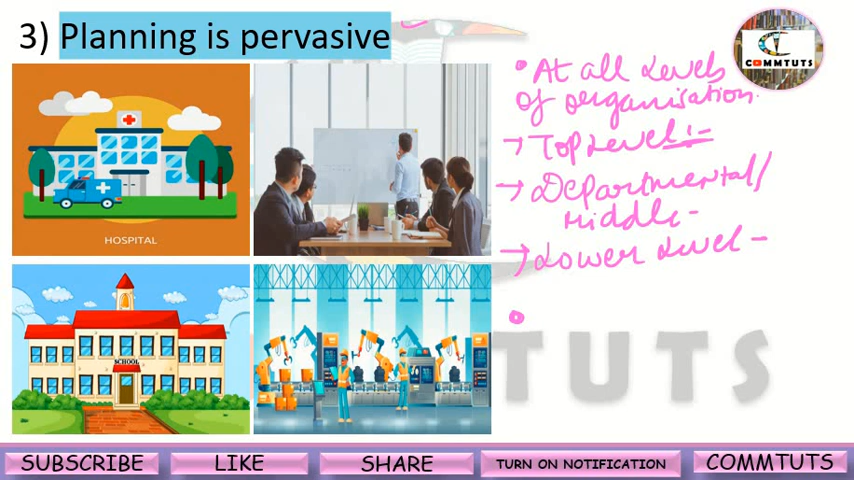 3) Planning is pervasive
COMMTUTS
• At all Levels
of organisation.
→ Top Level:-
→ Departmental/
Middle -
→ Lower Level -
HOSPITAL
SCHOOL
TUTS
SUBSCRIBE
LIKE
SHARE
TURN ON NOTIFICATION
COMMTUTS